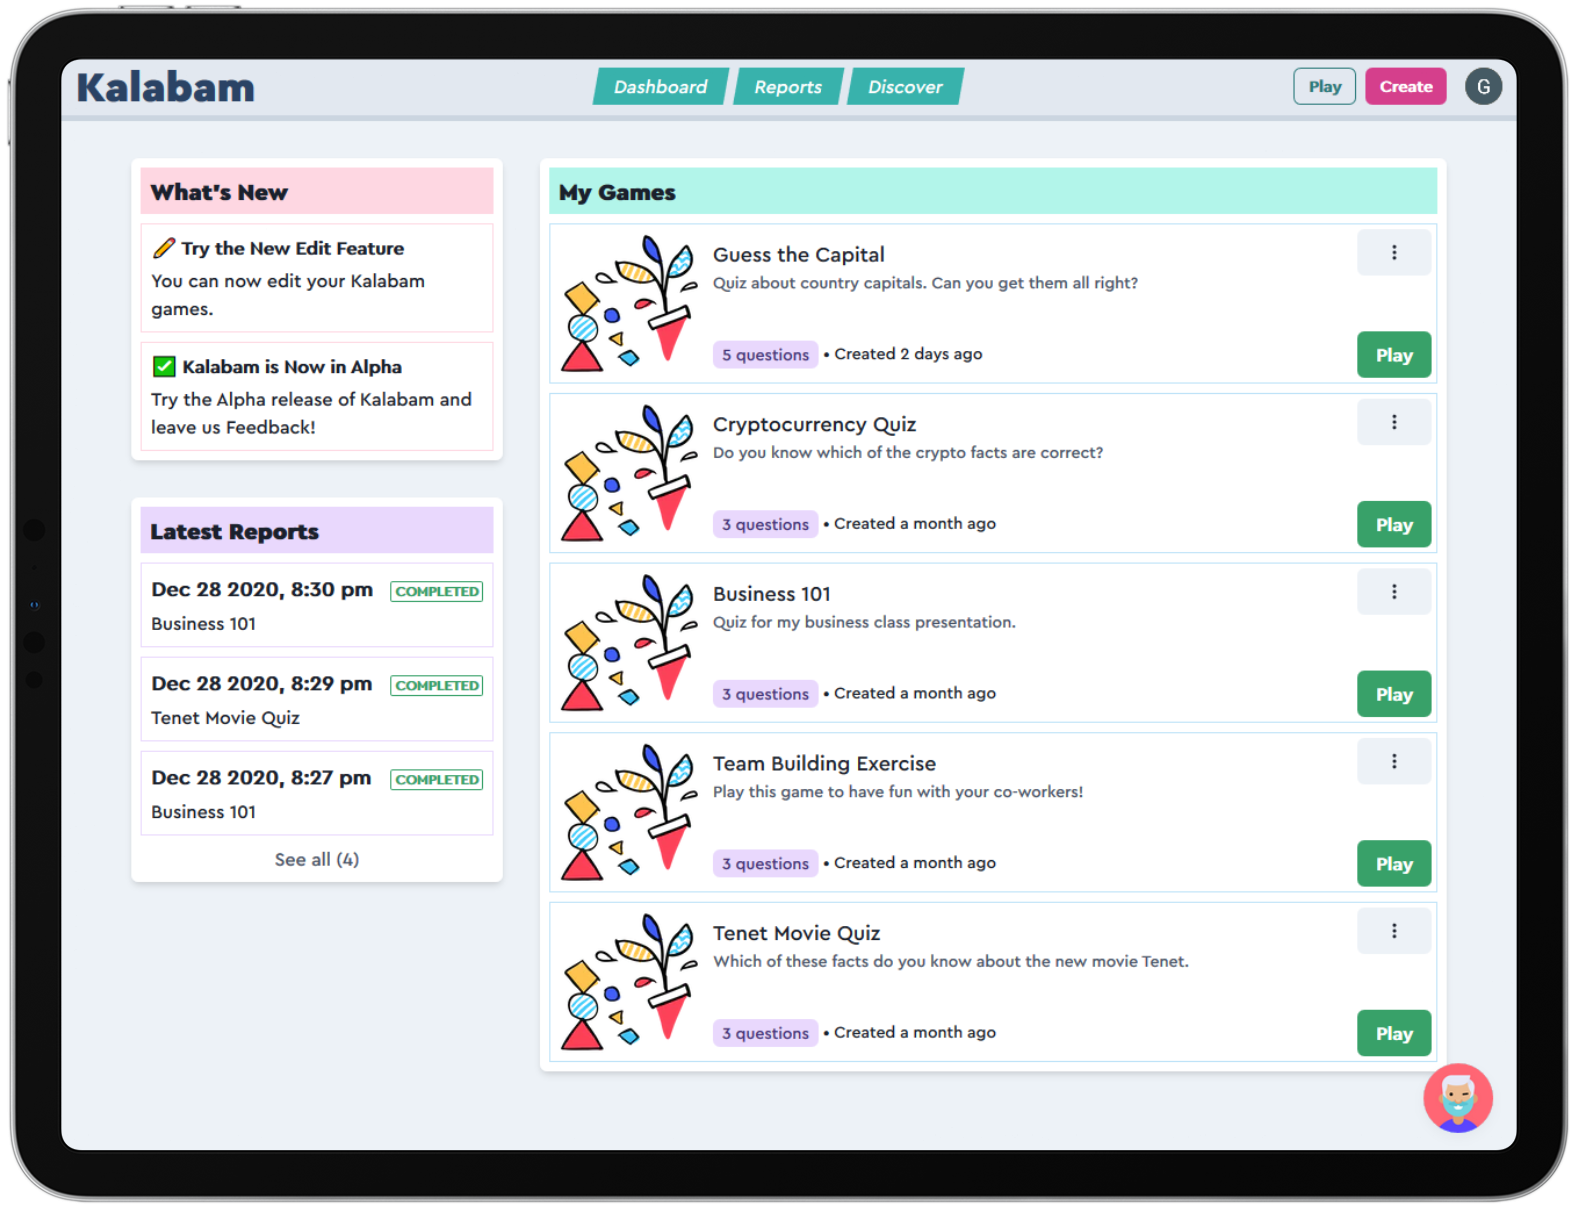 Kalabam
Dashboard
Reports
Discover
Play
Create
G
What's New
Try the New Edit Feature
You can now edit your Kalabam
games.
Kalabam is Now in Alpha
Try the Alpha release of Kalabam and
leave us Feedback!
Latest Reports
Dec 28 2020, 8:30 pm COMPLETED
Business 101
Dec 28 2020, 8:29 pm COMPLETED
Tenet Movie Quiz
Dec 28 2020, 8:27 pm COMPLETED
Business 101
See all (4)
My Games
Guess the Capital
Quiz about country capitals. Can you get them all right?
5 questions • Created 2 days ago
Play
Cryptocurrency Quiz
Do you know which of the crypto facts are correct?
3 questions • Created a month ago
Play
Business 101
Quiz for my business class presentation.
3 questions • Created a month ago
Play
Team Building Exercise
Play this game to have fun with your co-workers!
3 questions • Created a month ago
Play
Tenet Movie Quiz
Which of these facts do you know about the new movie Tenet.
3 questions • Created a month ago
Play